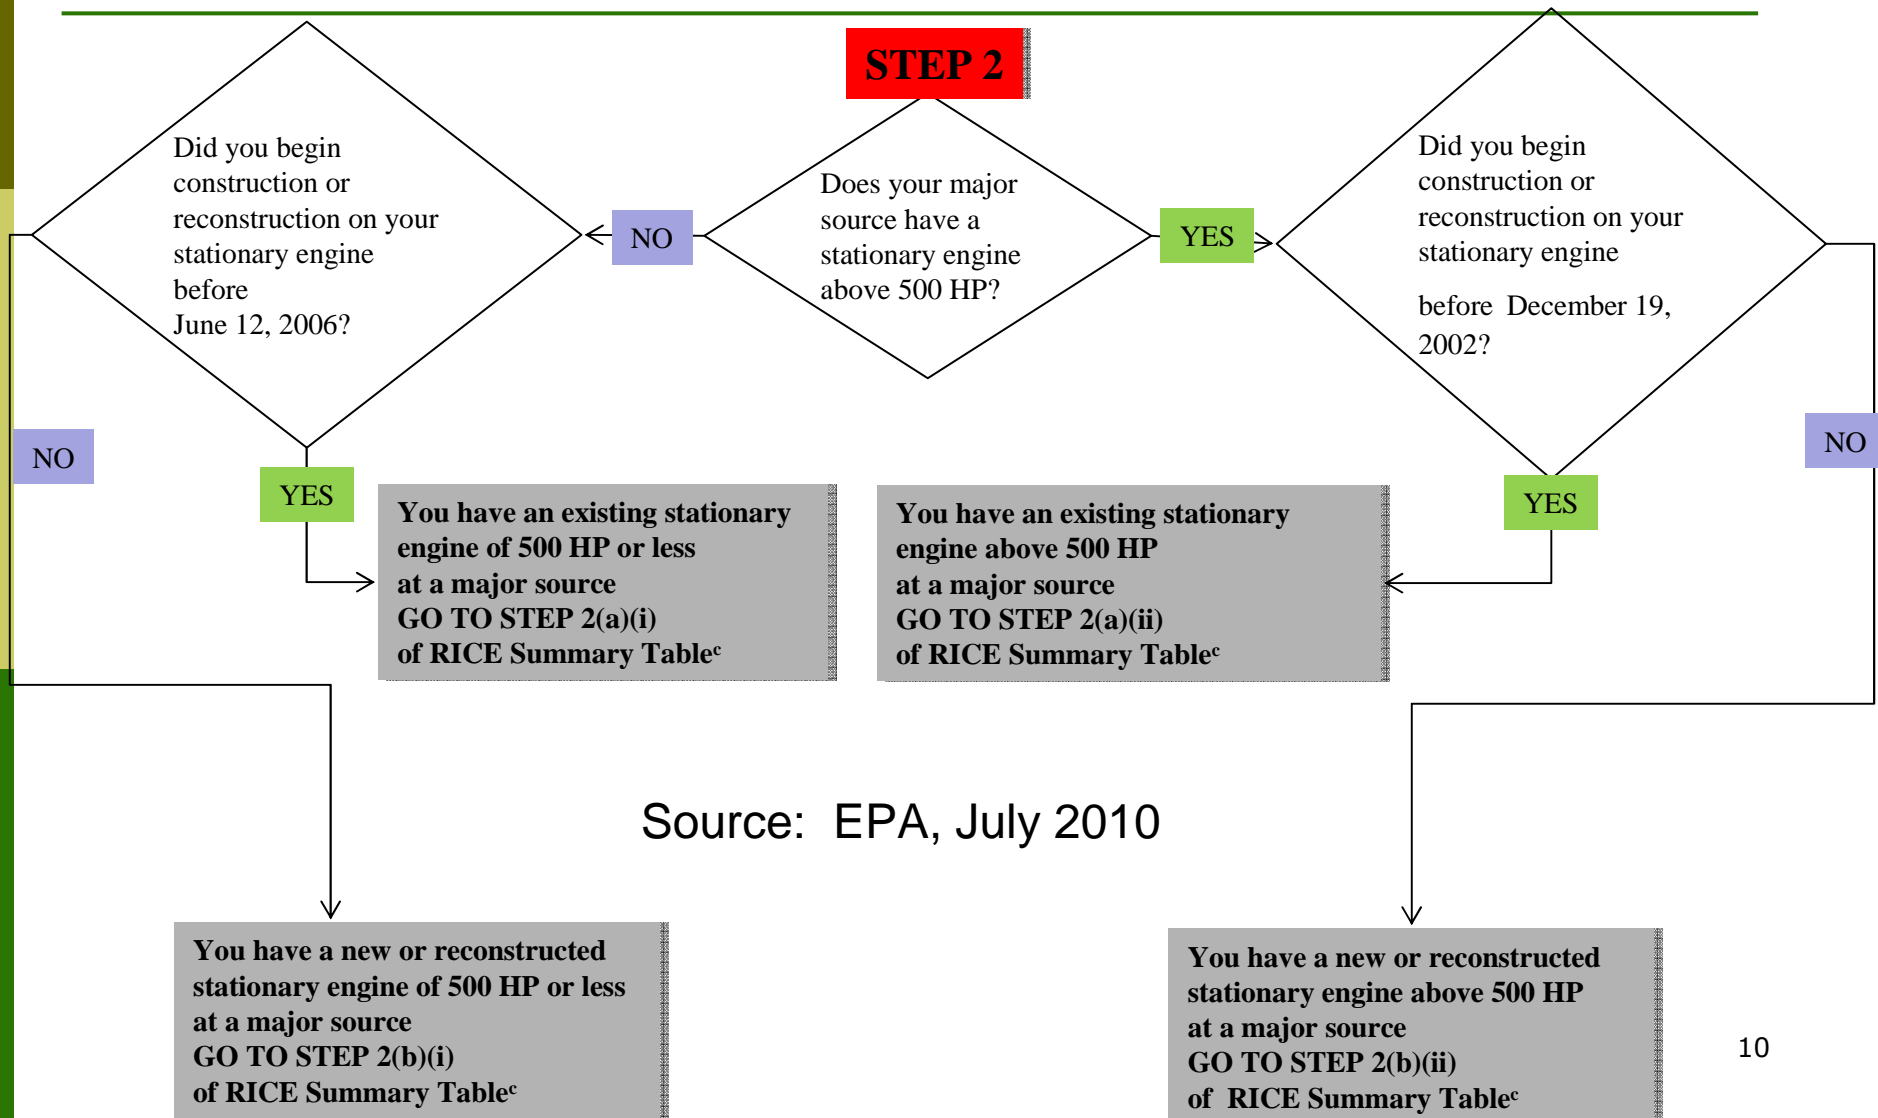 STEP 2
Did you begin
construction or
reconstruction on your
stationary engine
before
June 12, 2006?
NO
Does your major
source have a
stationary engine
above 500 HP?
YES
Did you begin
construction or
reconstruction on your
stationary engine
before December 19,
2002?
NO
YES
You have an existing stationary
engine of 500 HP or less
at a major source
GO TO STEP 2(a)(i)
of RICE Summary Tableᶜ
You have an existing stationary
engine above 500 HP
at a major source
GO TO STEP 2(a)(ii)
of RICE Summary Tableᶜ
YES
NO
Source: EPA, July 2010
You have a new or reconstructed
stationary engine of 500 HP or less
at a major source
GO TO STEP 2(b)(i)
of RICE Summary Tableᶜ
You have a new or reconstructed
stationary engine above 500 HP
at a major source
GO TO STEP 2(b)(ii)
of RICE Summary Tableᶜ
10